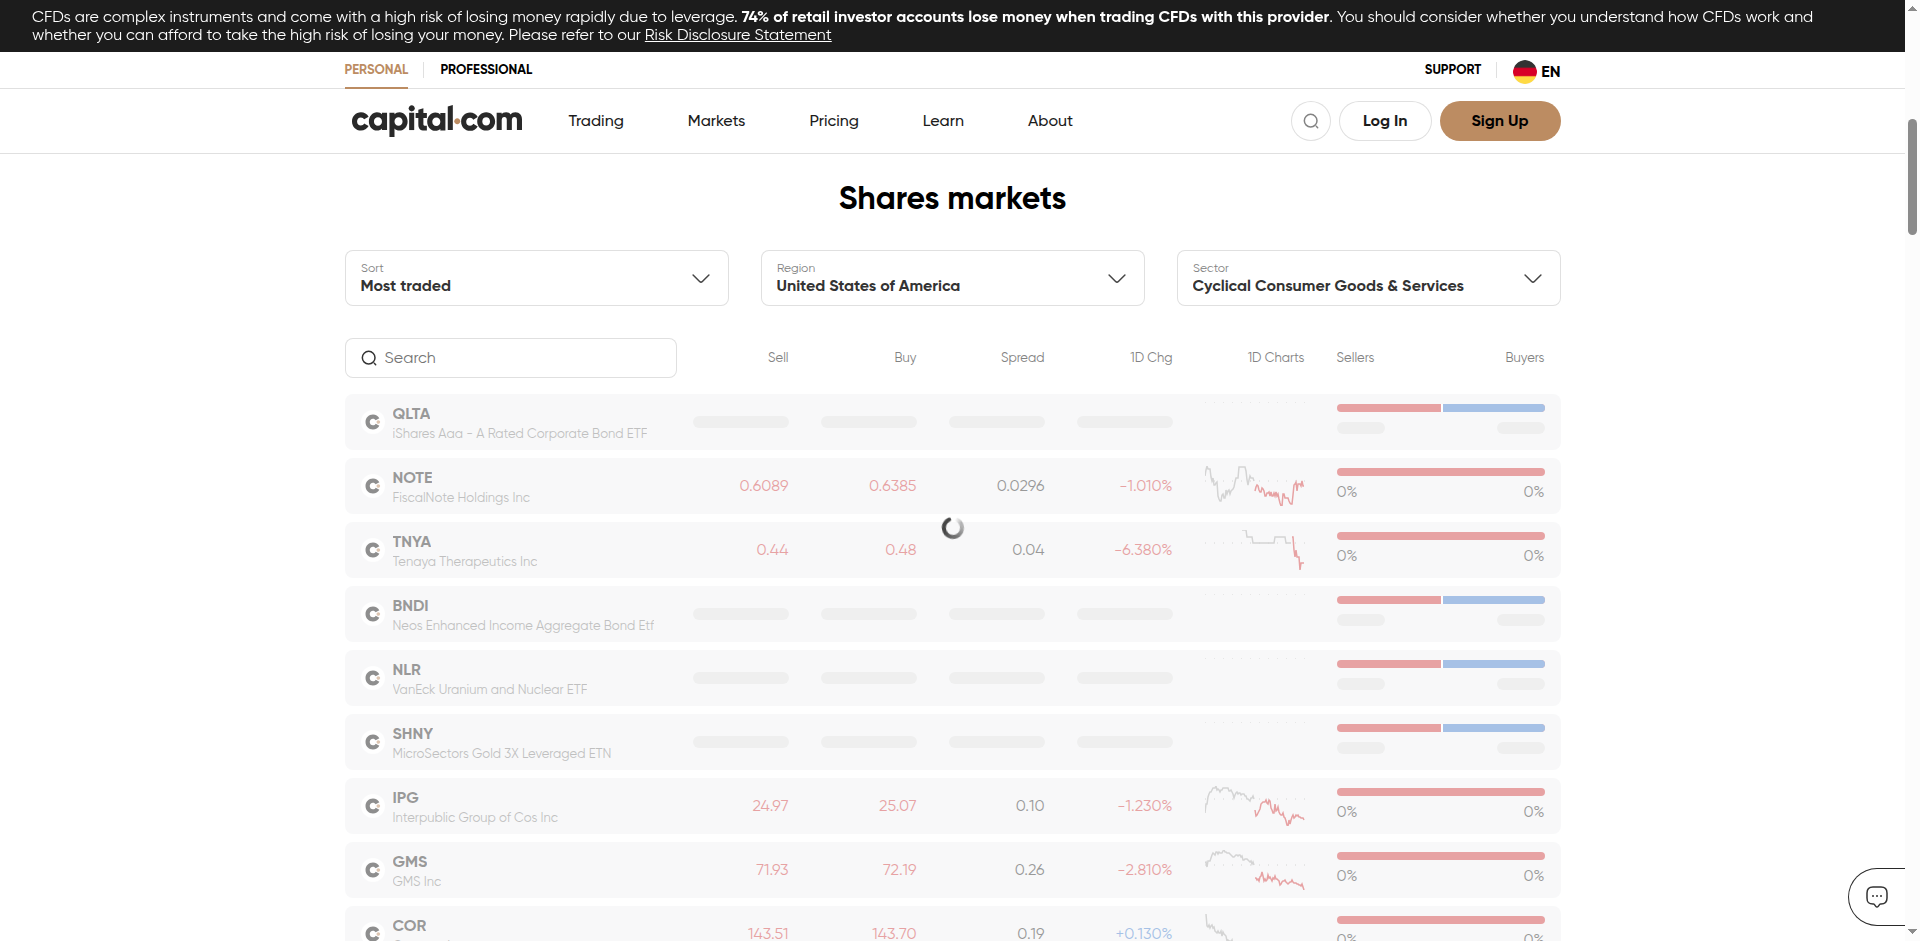 CFDs are complex instruments and come with a high risk of losing money rapidly due to leverage. 74% of retail investor accounts lose money when trading CFDs with this provider. You should consider whether you understand how CFDs work and
whether you can afford to take the high risk of losing your money. Please refer to our Risk Disclosure Statement
PERSONAL PROFESSIONAL SUPPORT EN
capital.com Trading Markets Pricing Learn About Log In Sign Up
Shares markets
Sort Region Sector
Most traded United States of America Cyclical Consumer Goods & Services
Search Sell Buy Spread 1D Chg 1D Charts Sellers Buyers
QLTA
iShares Aaa - A Rated Corporate Bond ETF
NOTE
FiscalNote Holdings Inc
0.6089 0.6385 0.0296 -1.010% 0% 0%
TNYA
Tenaya Therapeutics Inc
0.44 0.48 0.04 -6.380% 0% 0%
BNDI
Neos Enhanced Income Aggregate Bond Etf
NLR
VanEck Uranium and Nuclear ETF
SHNY
MicroSectors Gold 3X Leveraged ETN
IPG
Interpublic Group of Cos Inc
24.97 25.07 0.10 -1.230% 0% 0%
GMS
GMS Inc
71.93 72.19 0.26 -2.810% 0% 0%
COR
143.51 143.70 0.19 +0.130% 0% 0%